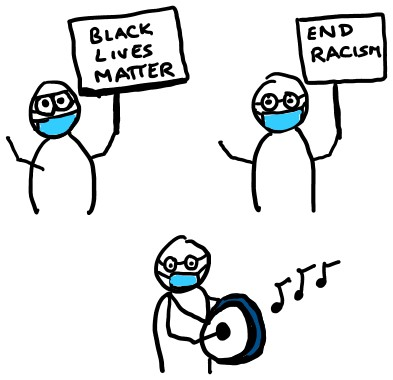 BLACK
LIVES
MATTER
END
RACISM